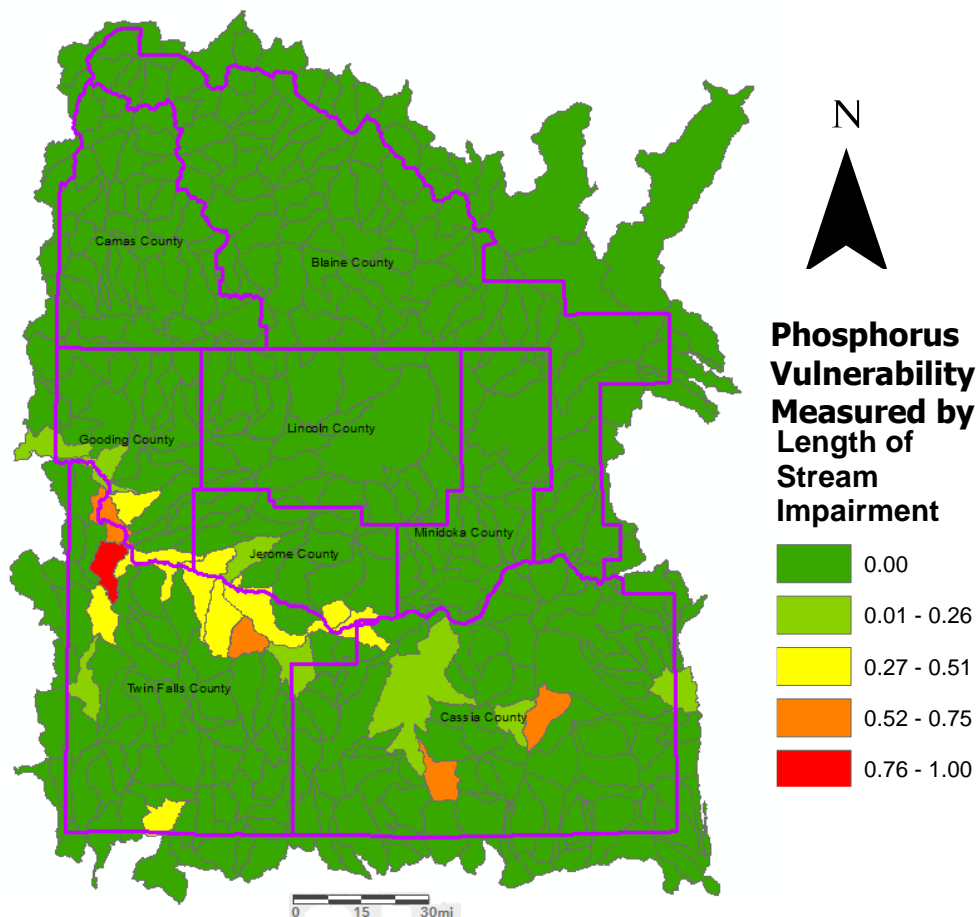 N
Camas County
Blaine County
Gooding County
Lincoln County
Jerome County
Minidoka County
Twin Falls County
Cassia County
0 15 30mi
Phosphorus
Vulnerability
Measured by
Length of
Stream
Impairment
0.00
0.01 - 0.26
0.27 - 0.51
0.52 - 0.75
0.76 - 1.00